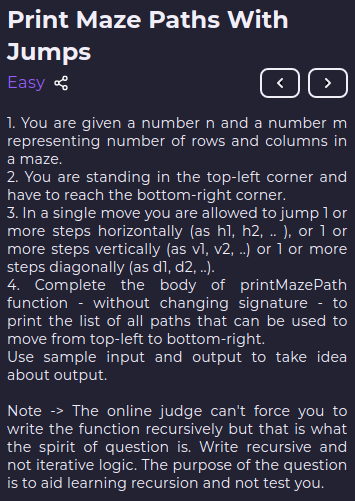 Print Maze Paths With
Jumps
Easy
1. You are given a number n and a number m
representing number of rows and columns in
a maze.
2. You are standing in the top-left corner and
have to reach the bottom-right corner.
3. In a single move you are allowed to jump 1 or
more steps horizontally (as h1, h2, .. ), or 1 or
more steps vertically (as v1, v2, ..) or 1 or more
steps diagonally (as d1, d2, ..).
4. Complete the body of printMazePath
function - without changing signature - to
print the list of all paths that can be used to
move from top-left to bottom-right.
Use sample input and output to take idea
about output.
Note -> The online judge can't force you to
write the function recursively but that is what
the spirit of question is. Write recursive and
not iterative logic. The purpose of the question
is to aid learning recursion and not test you.